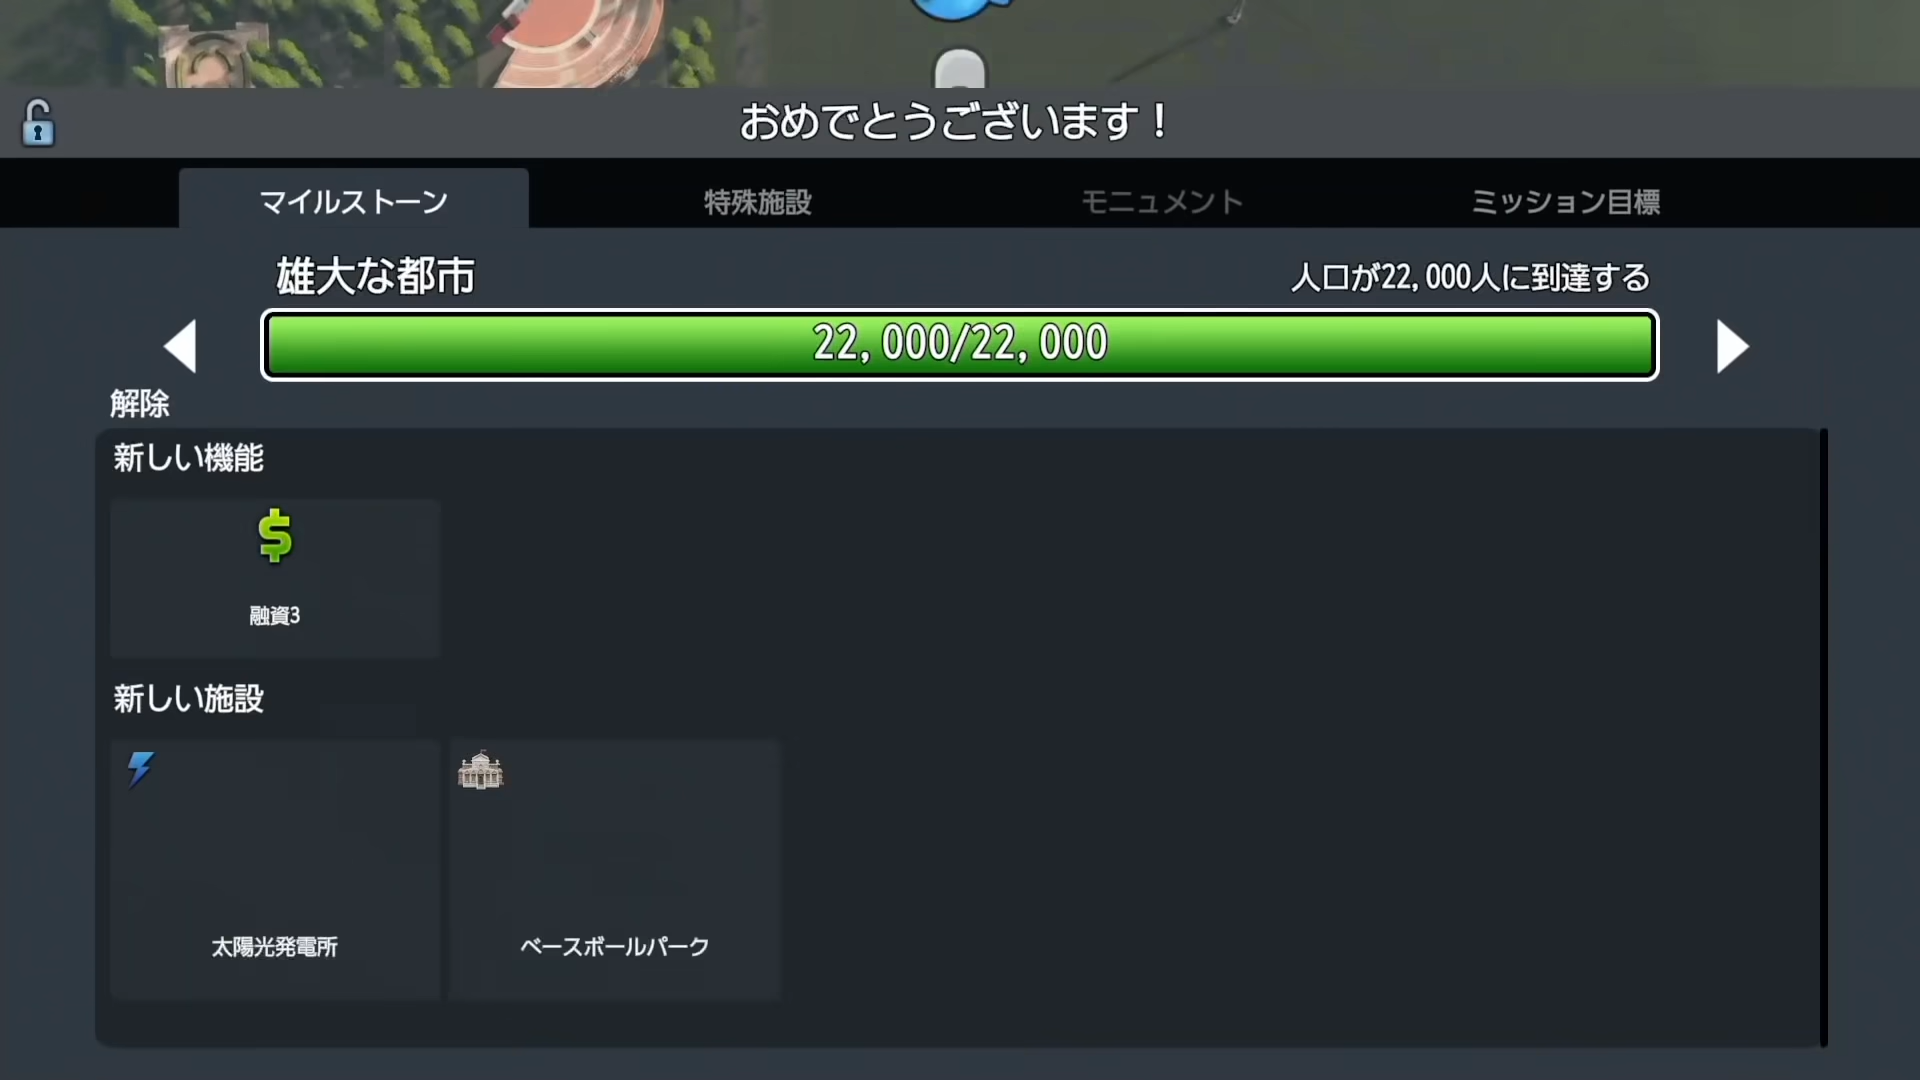 おめでとうございます!
マイルストーン
特殊施設
モニュメント
ミッション目標
雄大な都市
人口が22,000人に到達する
22,000/22,000
解除
新しい機能
融資3
新しい施設
太陽光発電所
ベースボールパーク